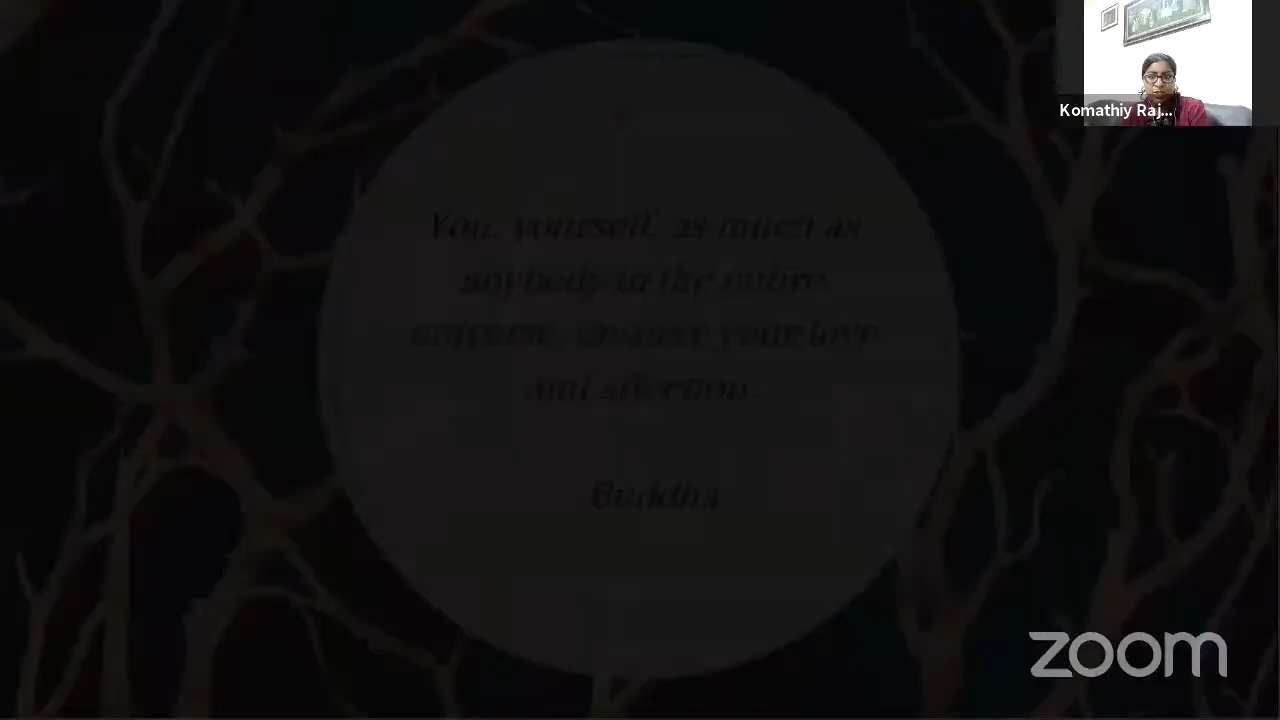 Komathiy Raj...
You, yourself, as much as
anybody in the entire
universe, deserve your love
and affection
Buddha
zoom